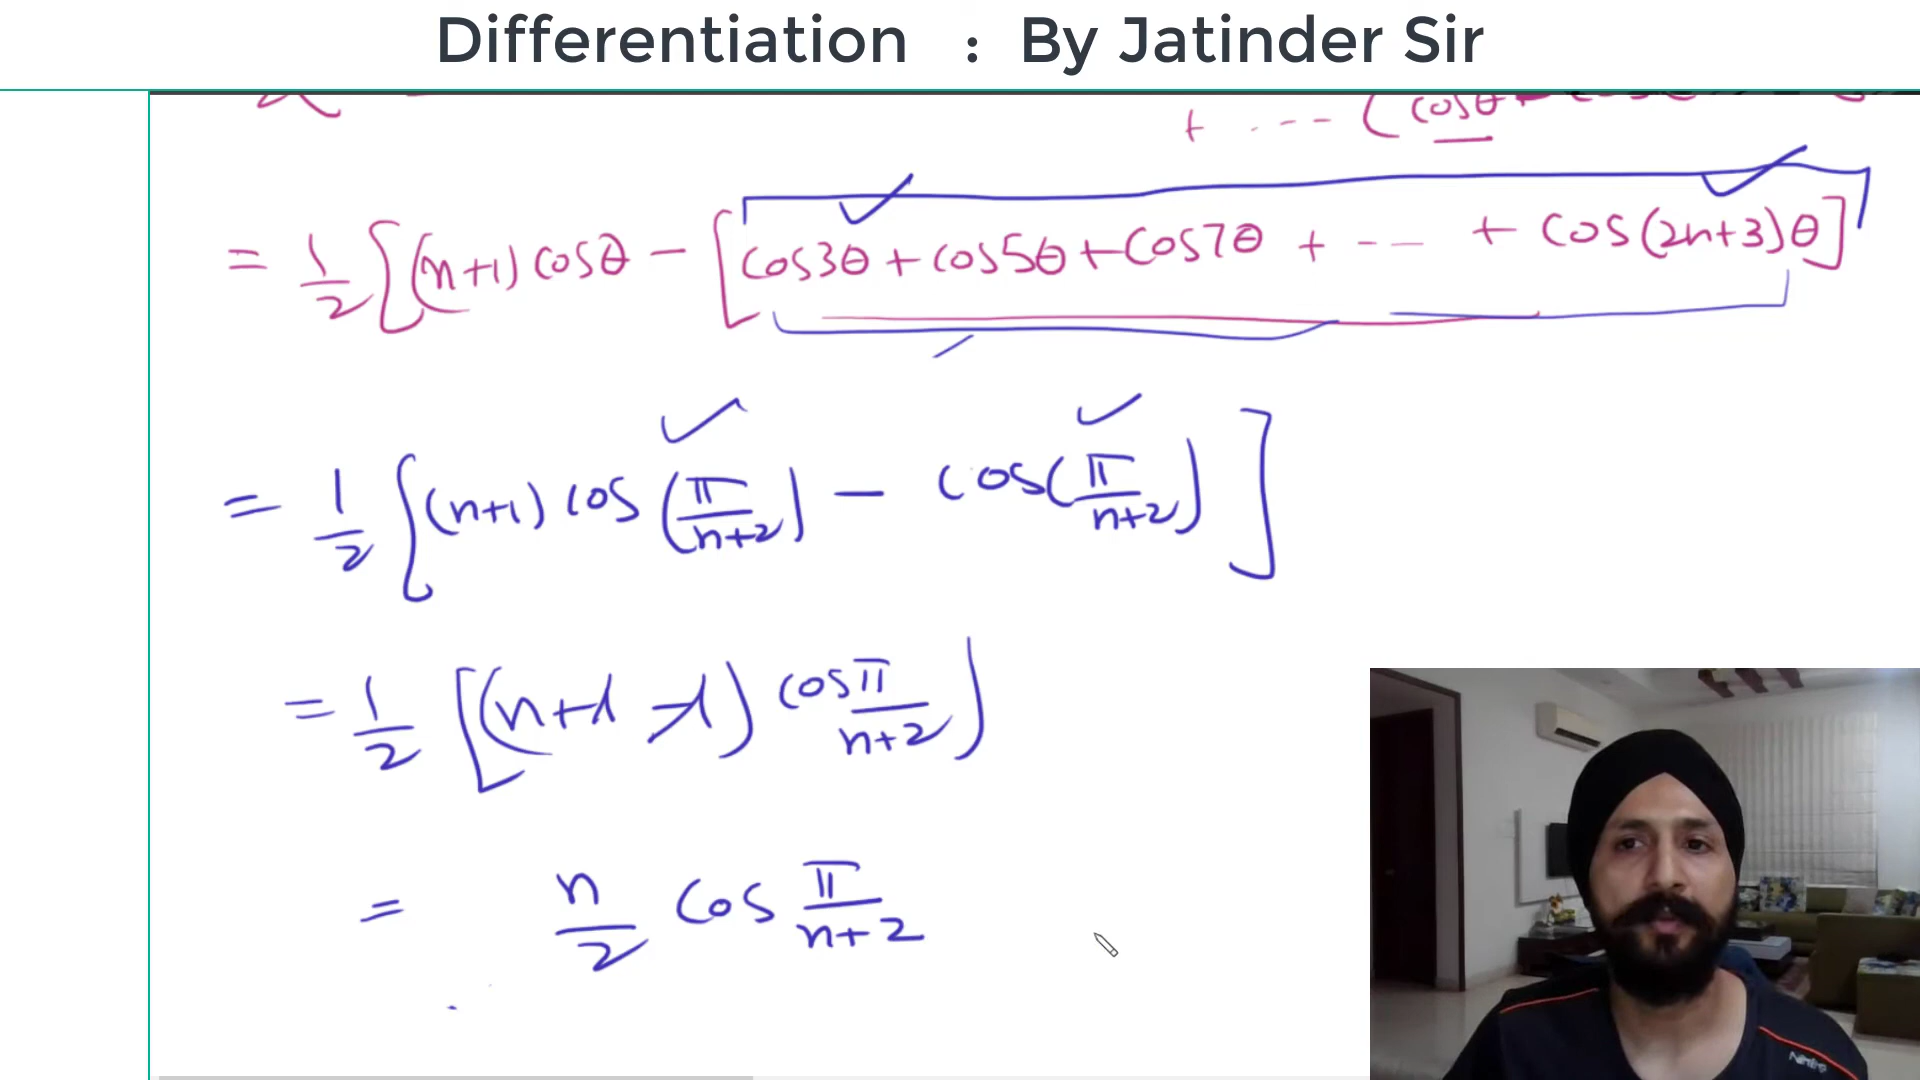 Differentiation : By Jatinder Sir
+ ---- (cosθ
= 1/2 [(n+1) cosθ - [cos3θ + cos5θ + cos7θ + --- + cos(2n+3)θ]
= 1/2 [(n+1) cos(π/n+2) - cos(π/n+2)]
= 1/2 [(n+1-1) cos π/n+2)
= n/2 cos π/n+2